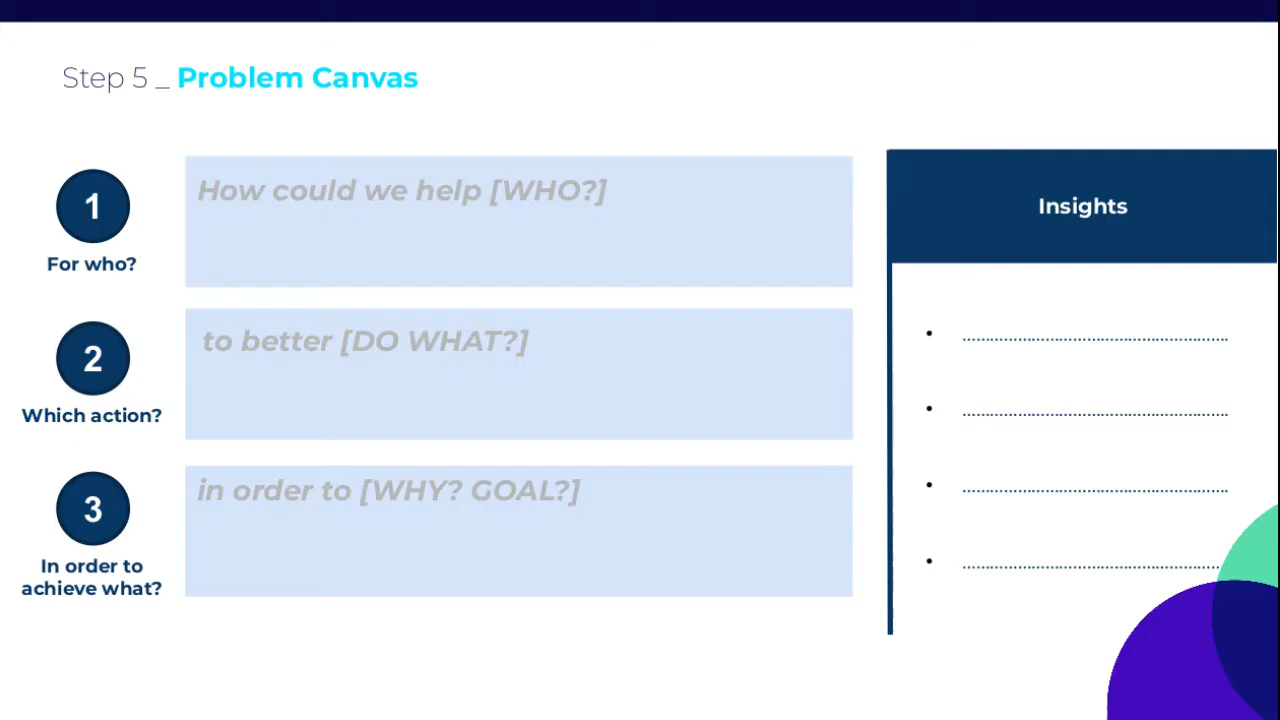 Step 5 _ Problem Canvas
1
For who?
How could we help [WHO?]
2
Which action?
to better [DO WHAT?]
3
In order to
achieve what?
in order to [WHY? GOAL?]
Insights
• ........................................................
• ........................................................
• ........................................................
• ........................................................